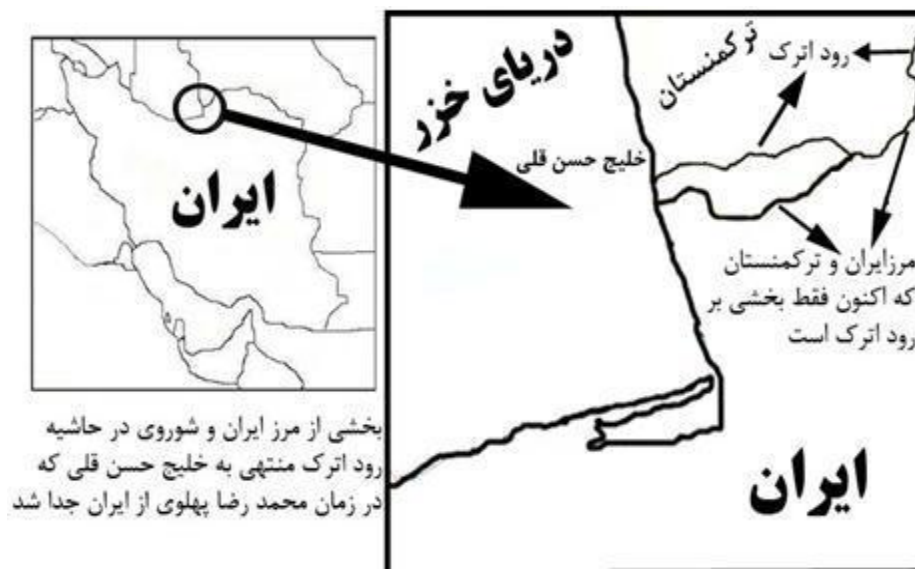 دریای خزر
ترکمنستان
رود اترک
خلیج حسن قلی
مرزایران و ترکمنستان
که اکنون فقط بخشی بر
رود اترک است
ایران
ایران
بخشی از مرز ایران و شوروی در حاشیه
رود اترک منتهی به خلیج حسن قلی که
در زمان محمد رضا پهلوی از ایران جدا شد